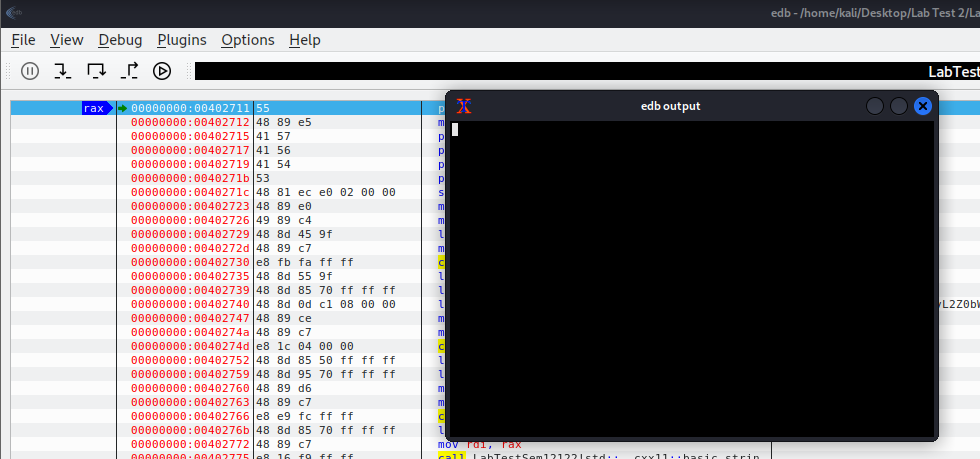 edb
edb - /home/kali/Desktop/Lab Test 2/La
File View Debug Plugins Options Help
LabTes
edb output
rax 00000000:00402711 55 p
00000000:00402712 48 89 e5 m
00000000:00402715 41 57 p
00000000:00402717 41 56 p
00000000:00402719 41 54 p
00000000:0040271b 53 p
00000000:0040271c 48 81 ec e0 02 00 00 s
00000000:00402723 48 89 e0 m
00000000:00402726 49 89 c4 m
00000000:00402729 48 8d 45 9f l
00000000:0040272d 48 89 c7 m
00000000:00402730 e8 fb fa ff ff c
00000000:00402735 48 8d 55 9f l
00000000:00402739 48 8d 85 70 ff ff ff l
00000000:00402740 48 8d 0d c1 08 00 00 l yL2Z0bW
00000000:00402747 48 89 ce m
00000000:0040274a 48 89 c7 m
00000000:0040274d e8 1c 04 00 00 c
00000000:00402752 48 8d 85 50 ff ff ff l
00000000:00402759 48 8d 95 70 ff ff ff l
00000000:00402760 48 89 d6 m
00000000:00402763 48 89 c7 m
00000000:00402766 e8 e9 fc ff ff c
00000000:0040276b 48 8d 85 70 ff ff ff l
00000000:00402772 48 89 c7 mov rdi, rax
00000000:00402775 e8 16 f9 ff ff call LabTestSem12122!std::__cxx11::basic_strin